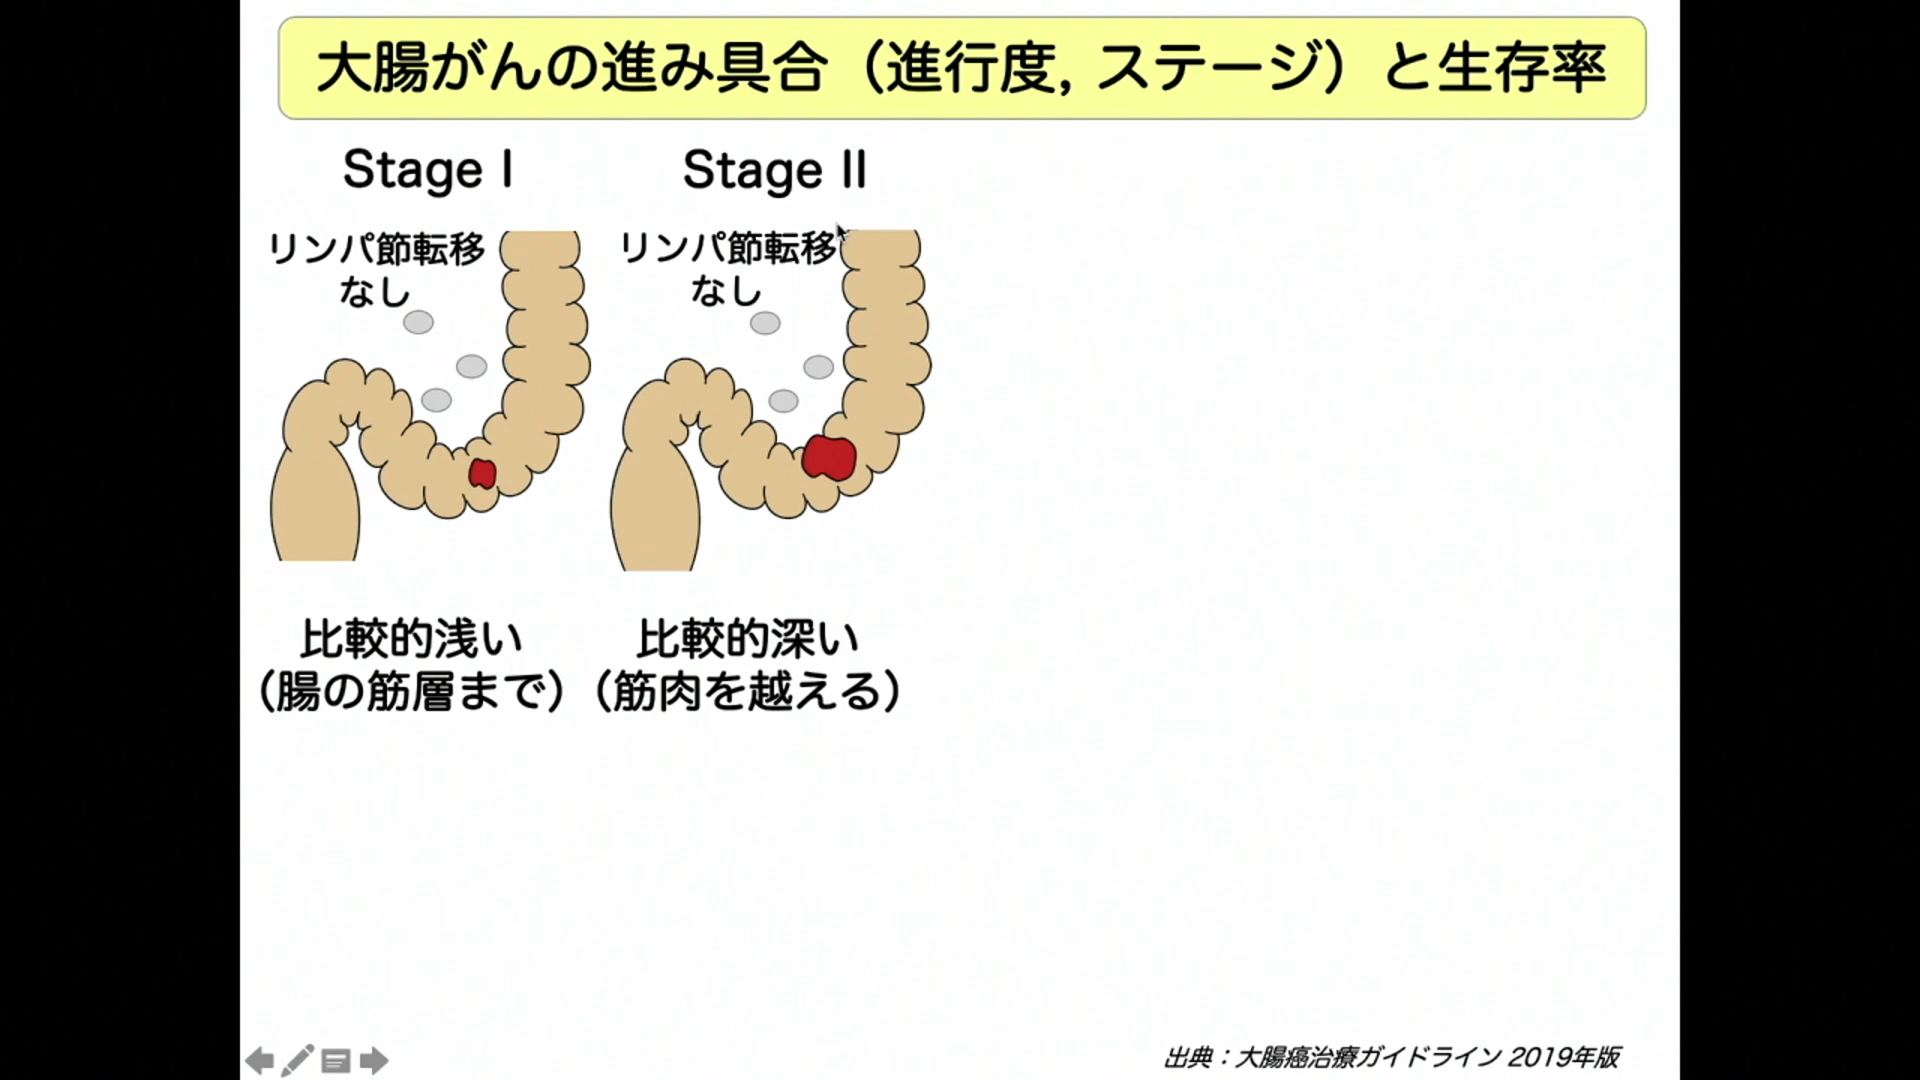 大腸がんの進み具合（進行度, ステージ）と生存率
Stage I
リンパ節転移
なし
比較的浅い
（腸の筋層まで）
Stage II
リンパ節転移
なし
比較的深い
（筋肉を越える）
出典：大腸癌治療ガイドライン 2019年版